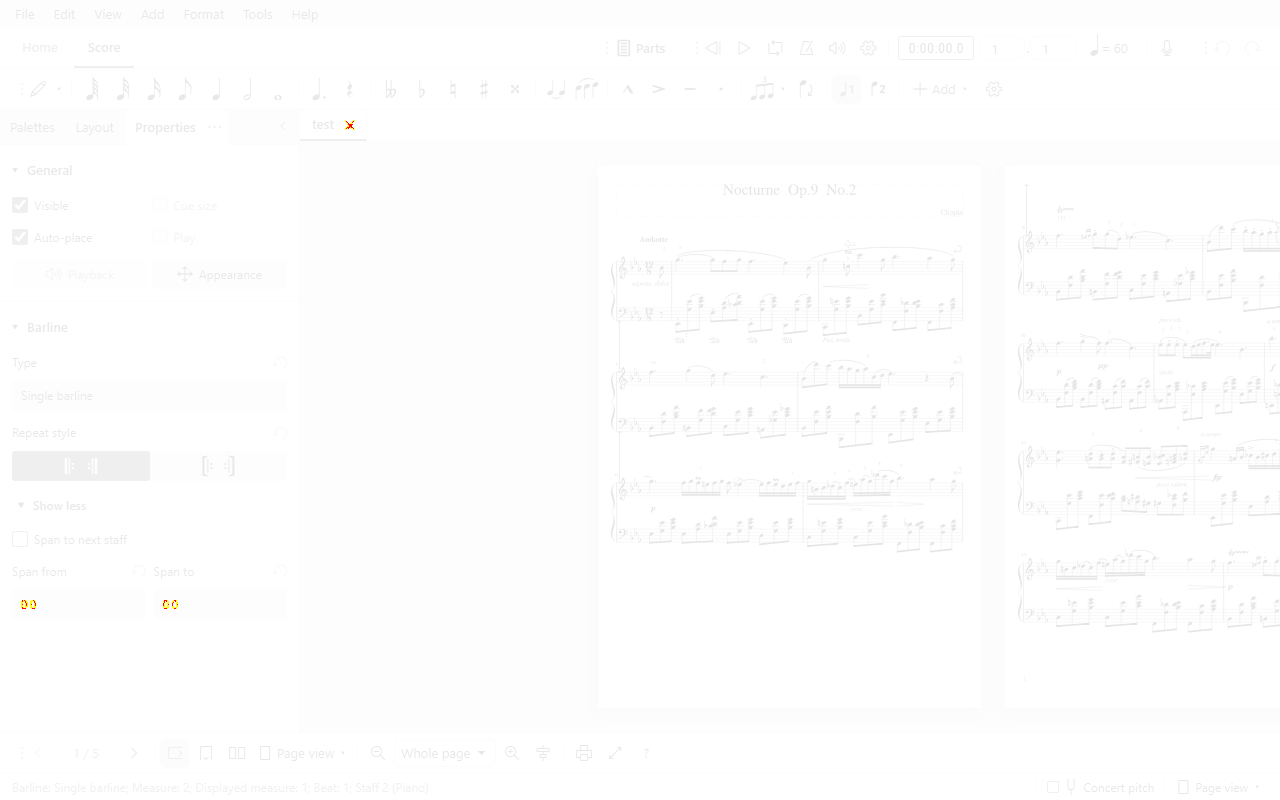 File Edit View Add Format Tools Help
Home Score Parts 0:00:00.0 1 . 1 = 60
Add
Palettes Layout Properties test
General
Visible Cue size
Auto-place Play
Playback Appearance
Barline
Type
Single barline
Repeat style
Show less
Span to next staff
Span from Span to
Nocturne Op.9 No.2
Chopin
Andante
1 / 5 Page view Whole page ?
Barline: Single barline; Measure: 2; Displayed measure: 1; Beat: 1; Staff 2 (Piano) Concert pitch Page view